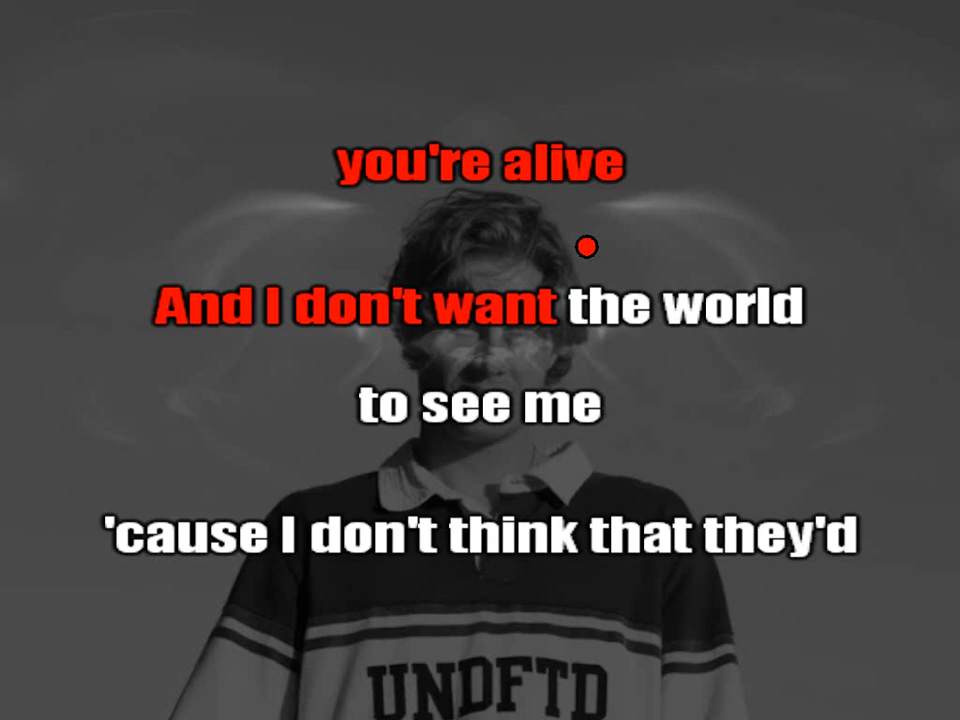 you're alive
And I don't want the world
to see me
'cause I don't think that they'd
UNDFTD